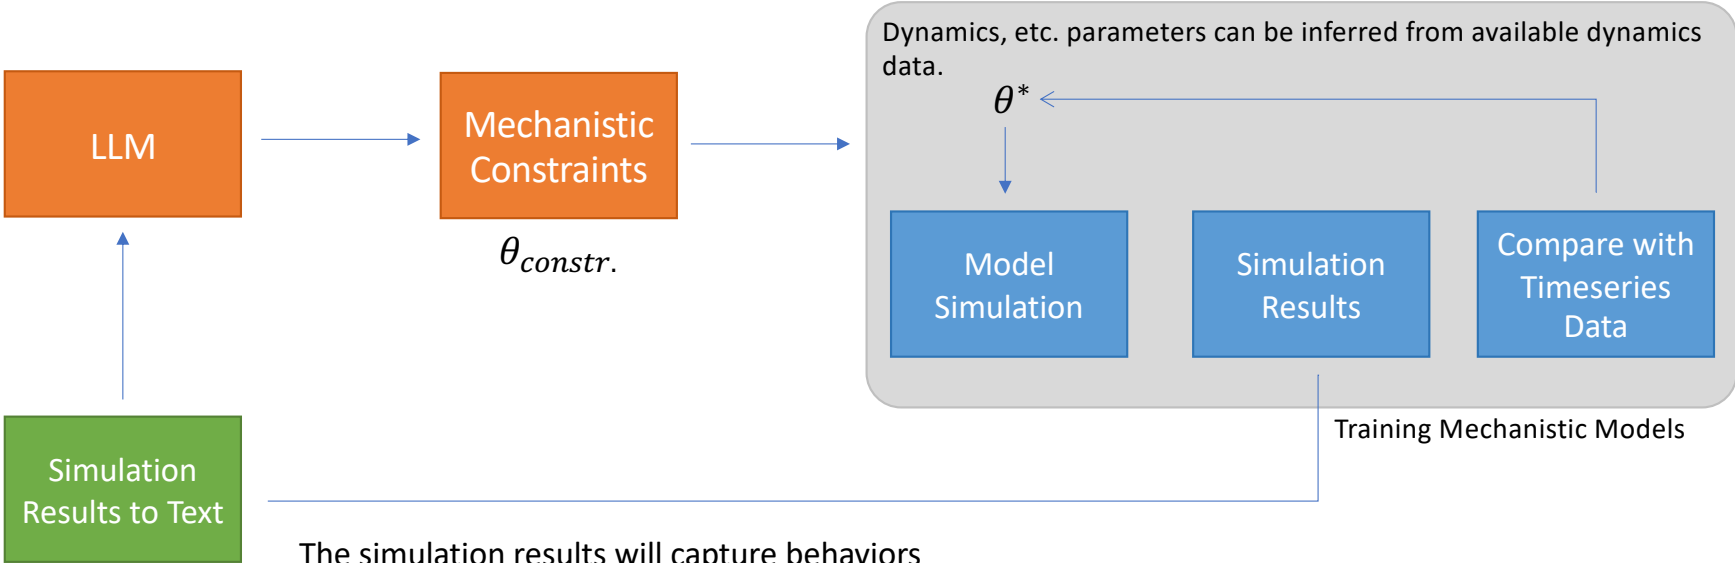 Dynamics, etc. parameters can be inferred from available dynamics
data.
θ*
LLM
Mechanistic
Constraints
θconstr.
Model
Simulation
Simulation
Results
Compare with
Timeseries
Data
Training Mechanistic Models
Simulation
Results to Text
The simulation results will capture behaviors